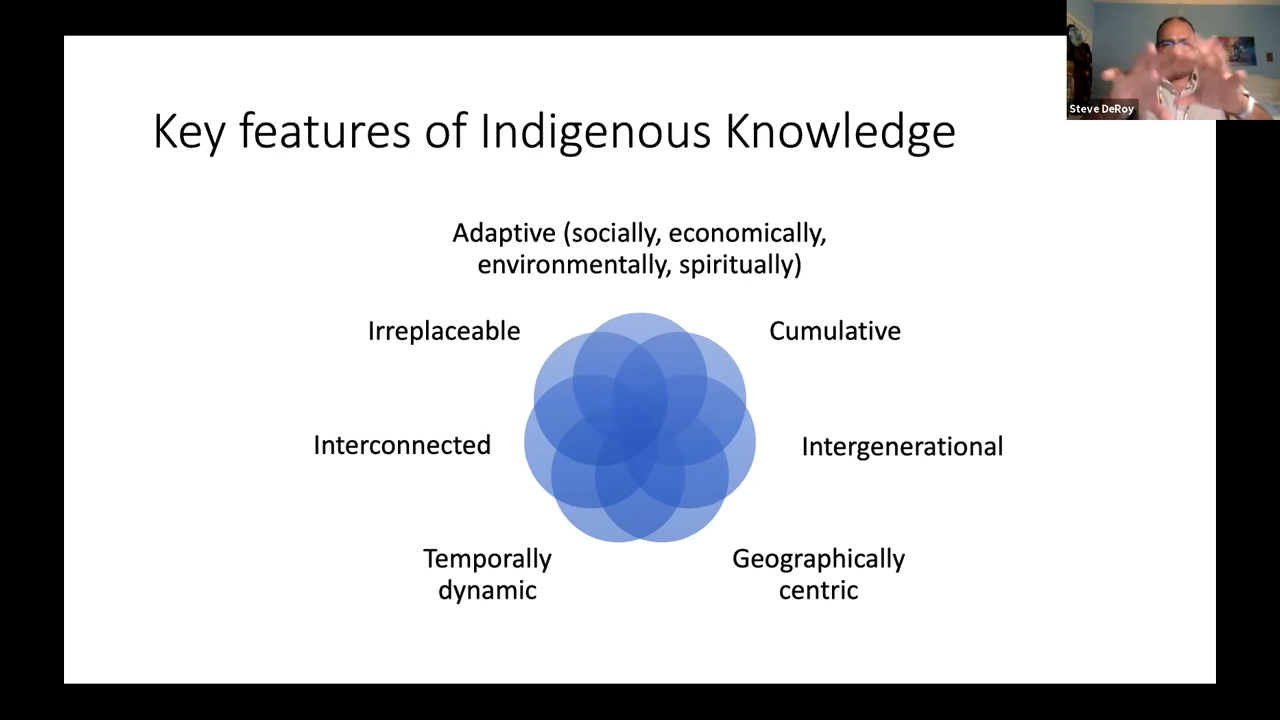 Steve DeRoy
Key features of Indigenous Knowledge
Adaptive (socially, economically,
environmentally, spiritually)
Irreplaceable
Cumulative
Interconnected
Intergenerational
Temporally
dynamic
Geographically
centric